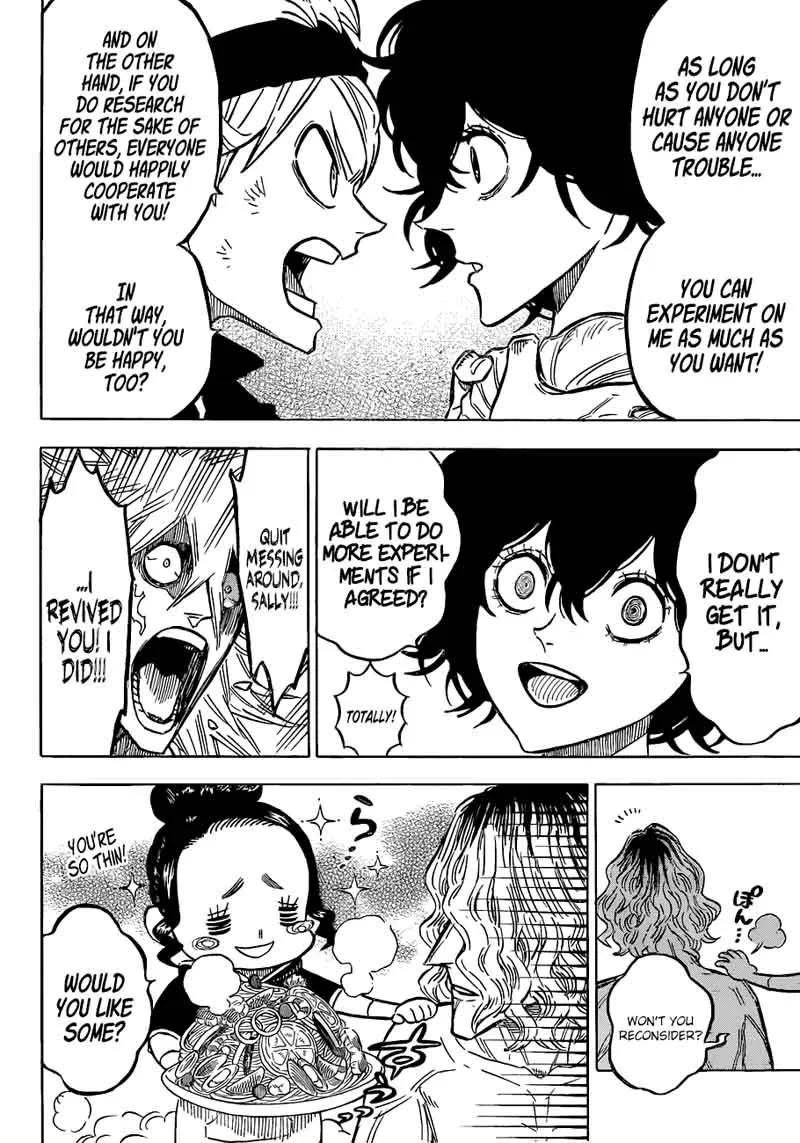 AS LONG
AS YOU DON'T
HURT ANYONE OR
CAUSE ANYONE
TROUBLE...
YOU CAN
EXPERIMENT ON
ME AS MUCH AS
YOU WANT!
AND ON
THE OTHER
HAND, IF YOU
DO RESEARCH
FOR THE SAKE OF
OTHERS, EVERYONE
WOULD HAPPILY
COOPERATE
WITH YOU!
IN
THAT WAY,
WOULDN'T YOU
BE HAPPY,
TOO?
I DON'T
REALLY
GET IT,
BUT...
WILL I BE
ABLE TO DO
MORE EXPERI-
MENTS IF I
AGREED?
TOTALLY!
QUIT
MESSING
AROUND,
SALLY!!!
...I
REVIVED
YOU! I
DID!!!
ぽん...
WON'T YOU
RECONSIDER?
ら
YOU'RE
SO THIN!
WOULD
YOU LIKE
SOME?